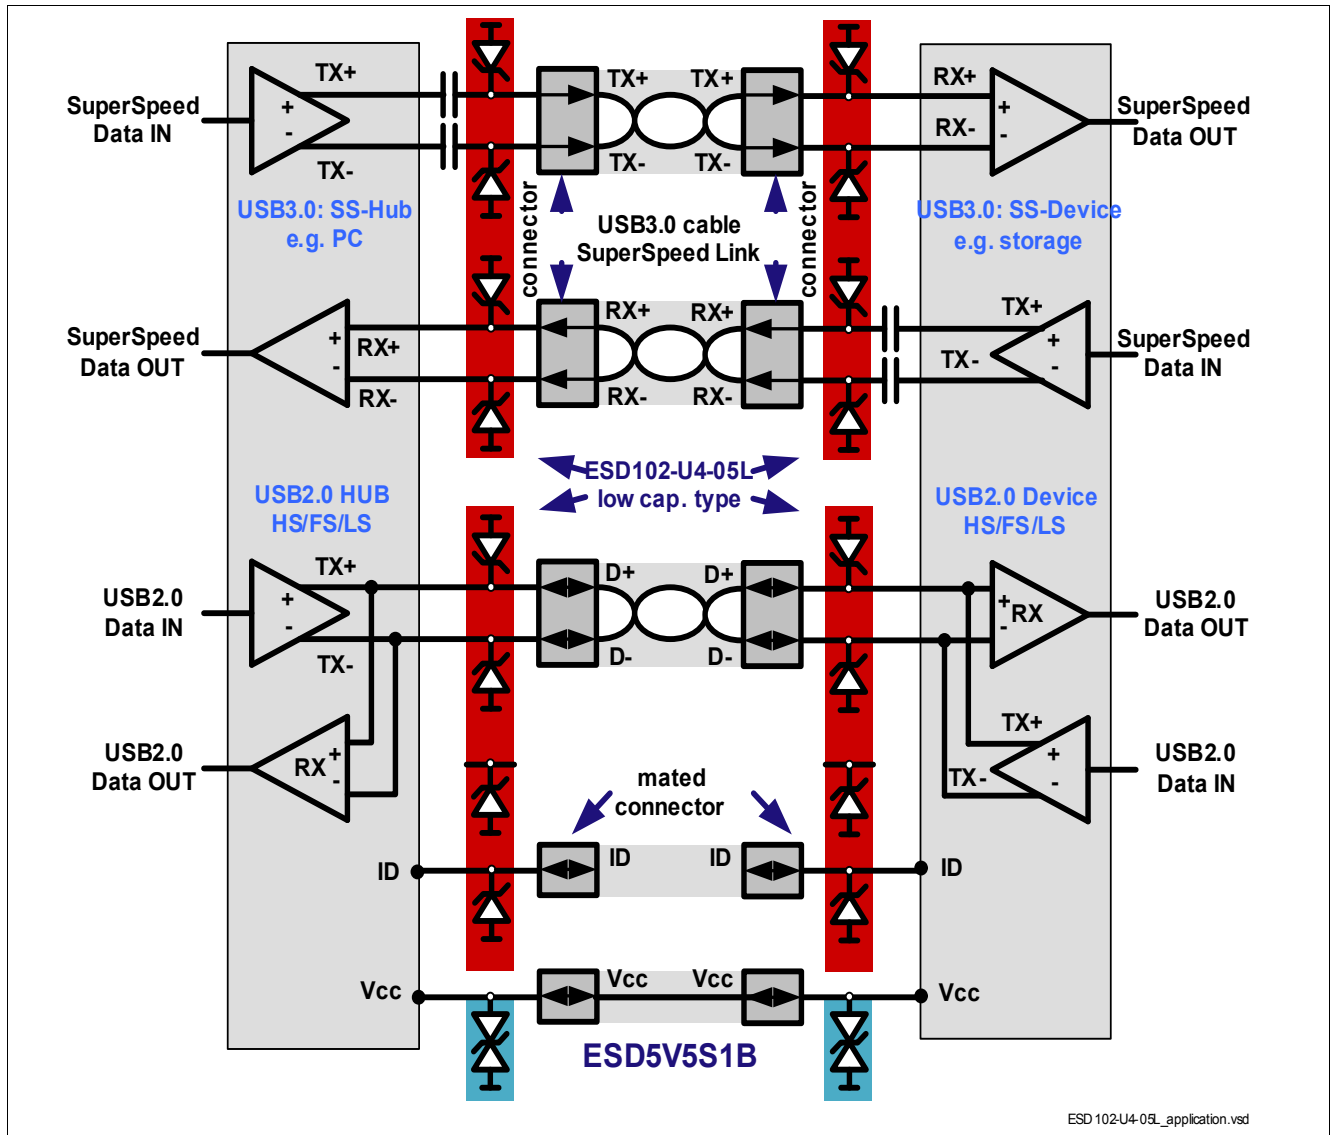 TX+
TX+
TX+
RX+
SuperSpeed
Data IN
+
-
+
-
SuperSpeed
Data OUT
RX-
TX-
TX-
TX-
USB3.0: SS-Hub
e.g. PC
connector
USB3.0 cable
SuperSpeed Link
connector
USB3.0: SS-Device
e.g. storage
SuperSpeed
Data OUT
+
-
RX+
RX-
RX+
RX-
RX+
RX-
TX+
TX-
+
-
SuperSpeed
Data IN
ESD102-U4-05L
low cap. type
USB2.0 HUB
HS/FS/LS
USB2.0 Device
HS/FS/LS
TX+
D+
D+
USB2.0
Data IN
+
-
+
-
RX
USB2.0
Data OUT
TX-
D-
D-
USB2.0
Data OUT
RX
+
-
mated
connector
TX+
TX-
+
-
USB2.0
Data IN
ID
ID
ID
ID
Vcc
Vcc
Vcc
Vcc
ESD5V5S1B
ESD102-U4-05L_application.vsd